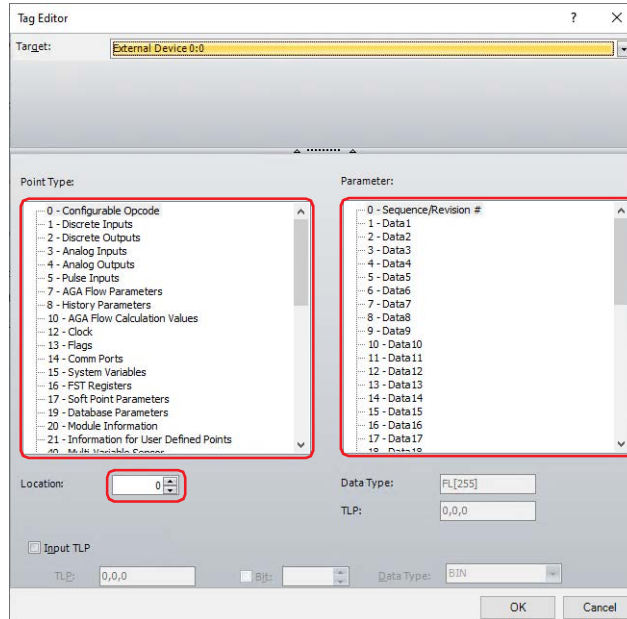 Tag Editor
?
Target:
External Device 0:0
Point Type:
0 - Configurable Opcode
1 - Discrete Inputs
2 - Discrete Outputs
3 - Analog Inputs
4 - Analog Outputs
5 - Pulse Inputs
7 - AGA Flow Parameters
8 - History Parameters
10 - AGA Flow Calculation Values
12 - Clock
13 - Flags
14 - Comm Ports
15 - System Variables
16 - FST Registers
17 - Soft Point Parameters
19 - Database Parameters
20 - Module Information
21 - Information for User Defined Points
40 - Multi Variable Sensor
Parameter:
0 - Sequence/Revision #
1 - Data1
2 - Data2
3 - Data3
4 - Data4
5 - Data5
6 - Data6
7 - Data7
8 - Data8
9 - Data9
10 - Data10
11 - Data11
12 - Data12
13 - Data13
14 - Data14
15 - Data15
16 - Data16
17 - Data17
18 - Data18
Location:
0
Data Type:
FL[255]
TLP:
0,0,0
Input TLP
TLP:
0,0,0
Bit:
Data Type:
BIN
OK
Cancel